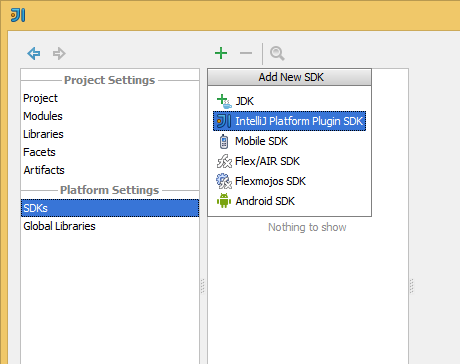 Project Settings
Project
Modules
Libraries
Facets
Artifacts
Platform Settings
SDKs
Global Libraries
Add New SDK
JDK
IntelliJ Platform Plugin SDK
Mobile SDK
Flex/AIR SDK
Flexmojos SDK
Android SDK
Nothing to show